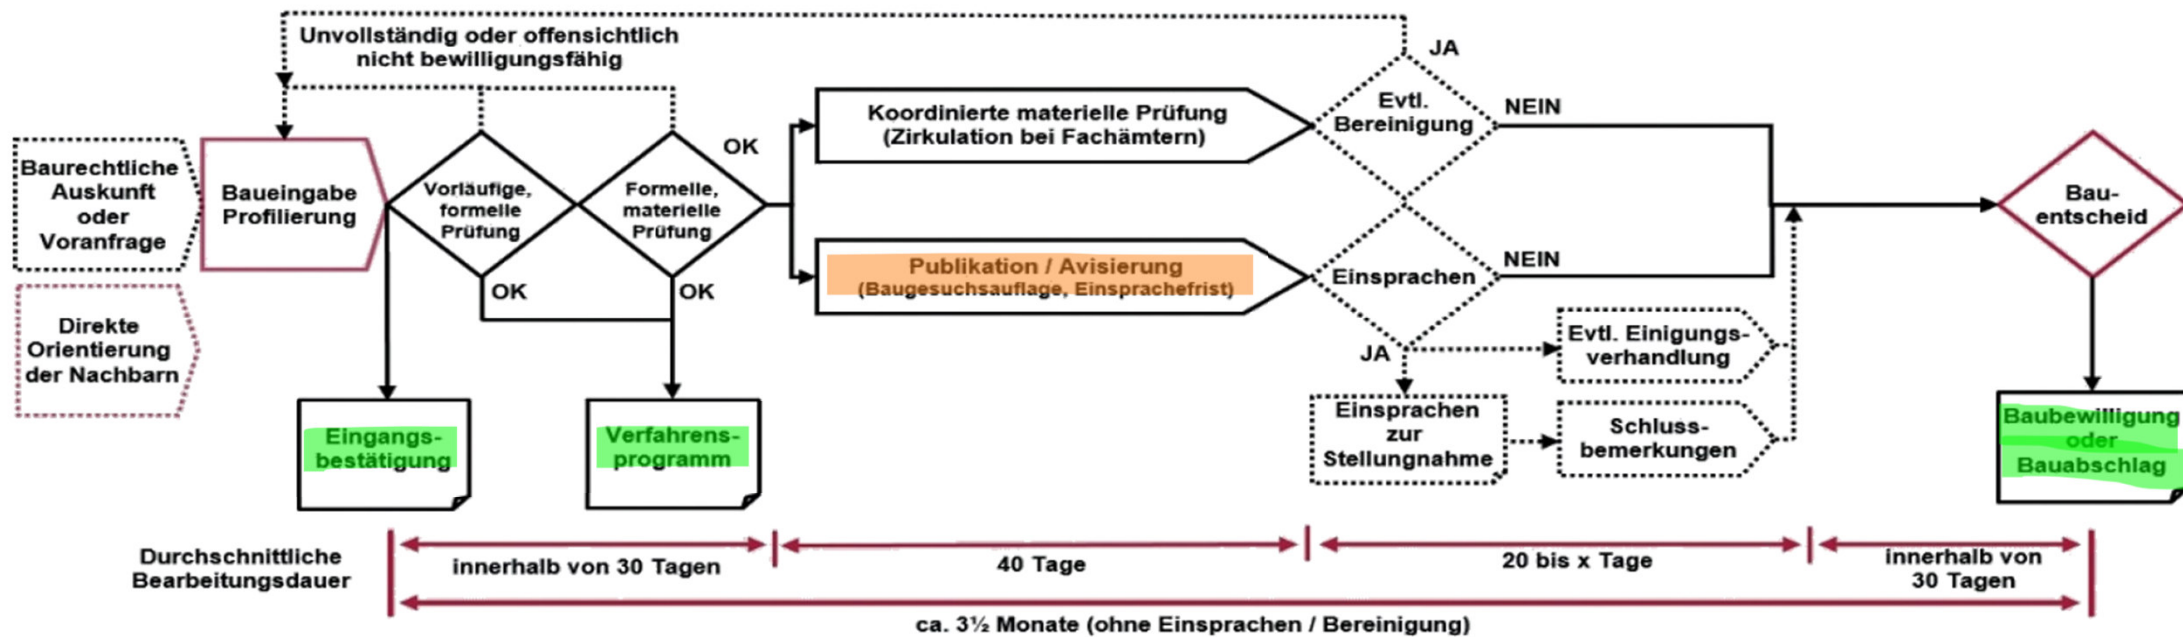 Unvollständig oder offensichtlich
nicht bewilligungsfähig
JA
Baurechtliche
Auskunft
oder
Voranfrage
Direkte
Orientierung
der Nachbarn
Baueingabe
Profilierung
Vorläufige,
formelle
Prüfung
OK
Formelle,
materielle
Prüfung
OK
OK
Eingangs-
bestätigung
Verfahrens-
programm
Koordinierte materielle Prüfung
(Zirkulation bei Fachämtern)
Publikation / Avisierung
(Baugesuchsauflage, Einsprachefrist)
Evtl.
Bereinigung
NEIN
Einsprachen
NEIN
JA
Evtl. Einigungs-
verhandlung
Einsprachen
zur
Stellungnahme
Schluss-
bemerkungen
Bau-
entscheid
Baubewilligung
oder
Bauabschlag
Durchschnittliche
Bearbeitungsdauer
innerhalb von 30 Tagen
40 Tage
20 bis x Tage
innerhalb von
30 Tagen
ca. 3½ Monate (ohne Einsprachen / Bereinigung)